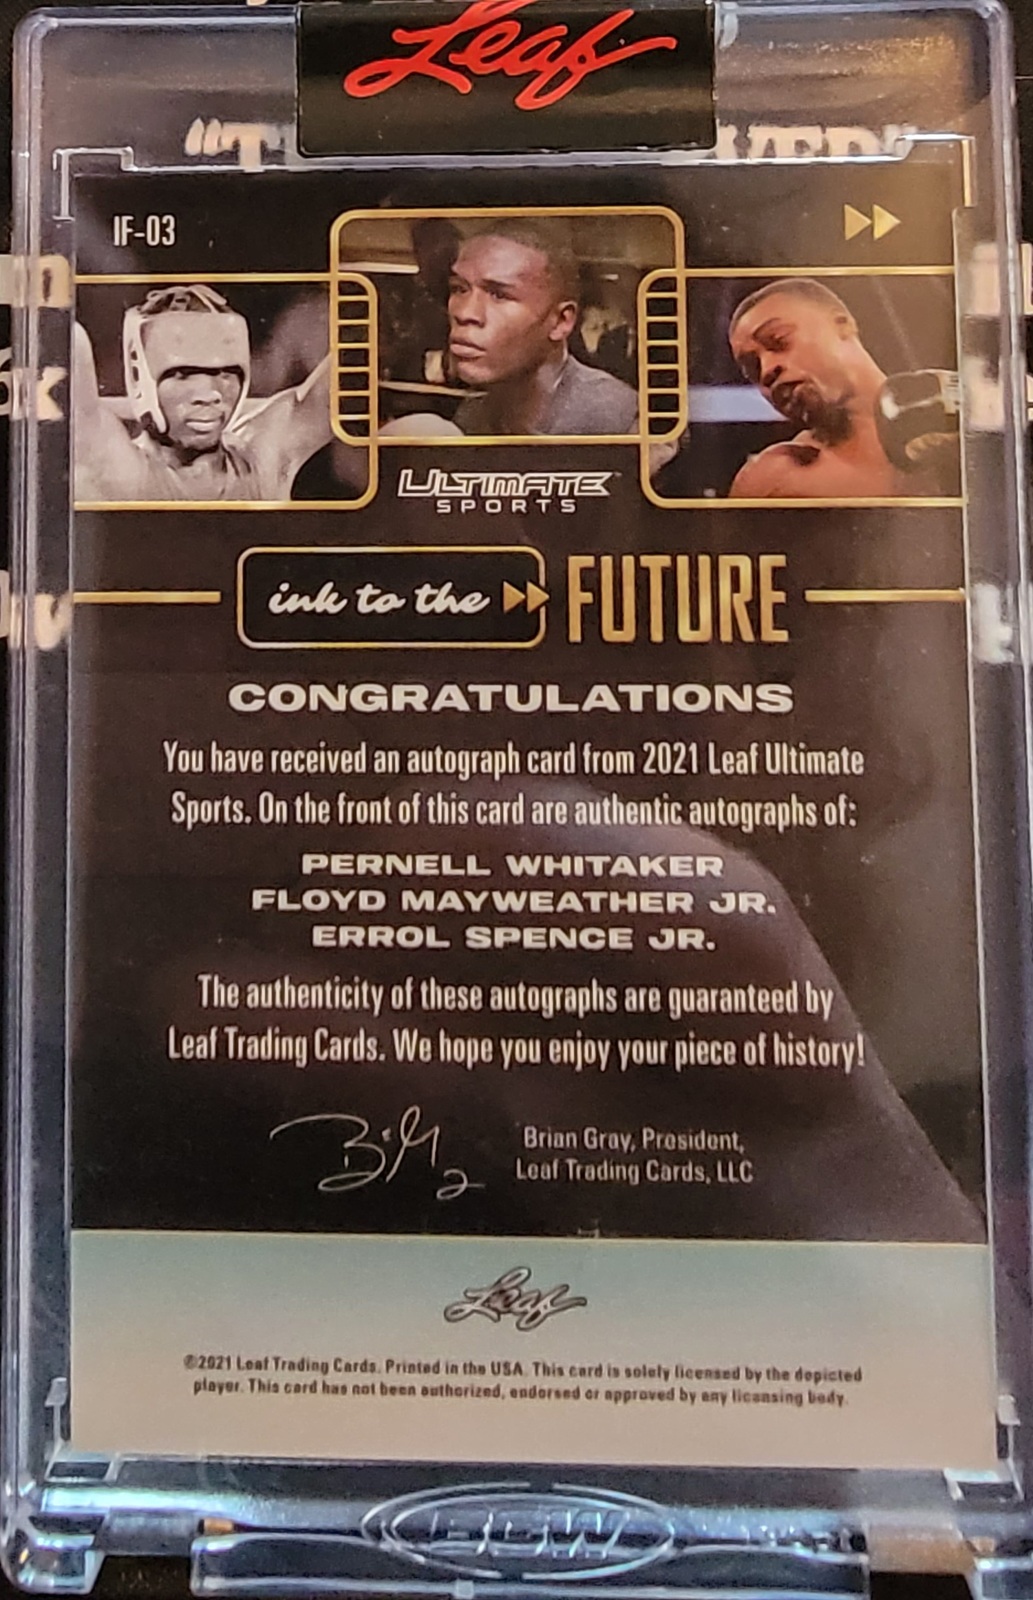 Leaf
IF-03
ULTIMATE
SPORTS
ink to the FUTURE
CONGRATULATIONS
You have received an autograph card from 2021 Leaf Ultimate
Sports. On the front of this card are authentic autographs of:
PERNELL WHITAKER
FLOYD MAYWEATHER JR.
ERROL SPENCE JR.
The authenticity of these autographs are guaranteed by
Leaf Trading Cards. We hope you enjoy your piece of history!
Brian Gray, President,
Leaf Trading Cards, LLC
Leaf
©2021 Leaf Trading Cards. Printed in the USA. This card is solely licensed by the depicted
player. This card has not been authorized, endorsed or approved by any licensing body.
BCW